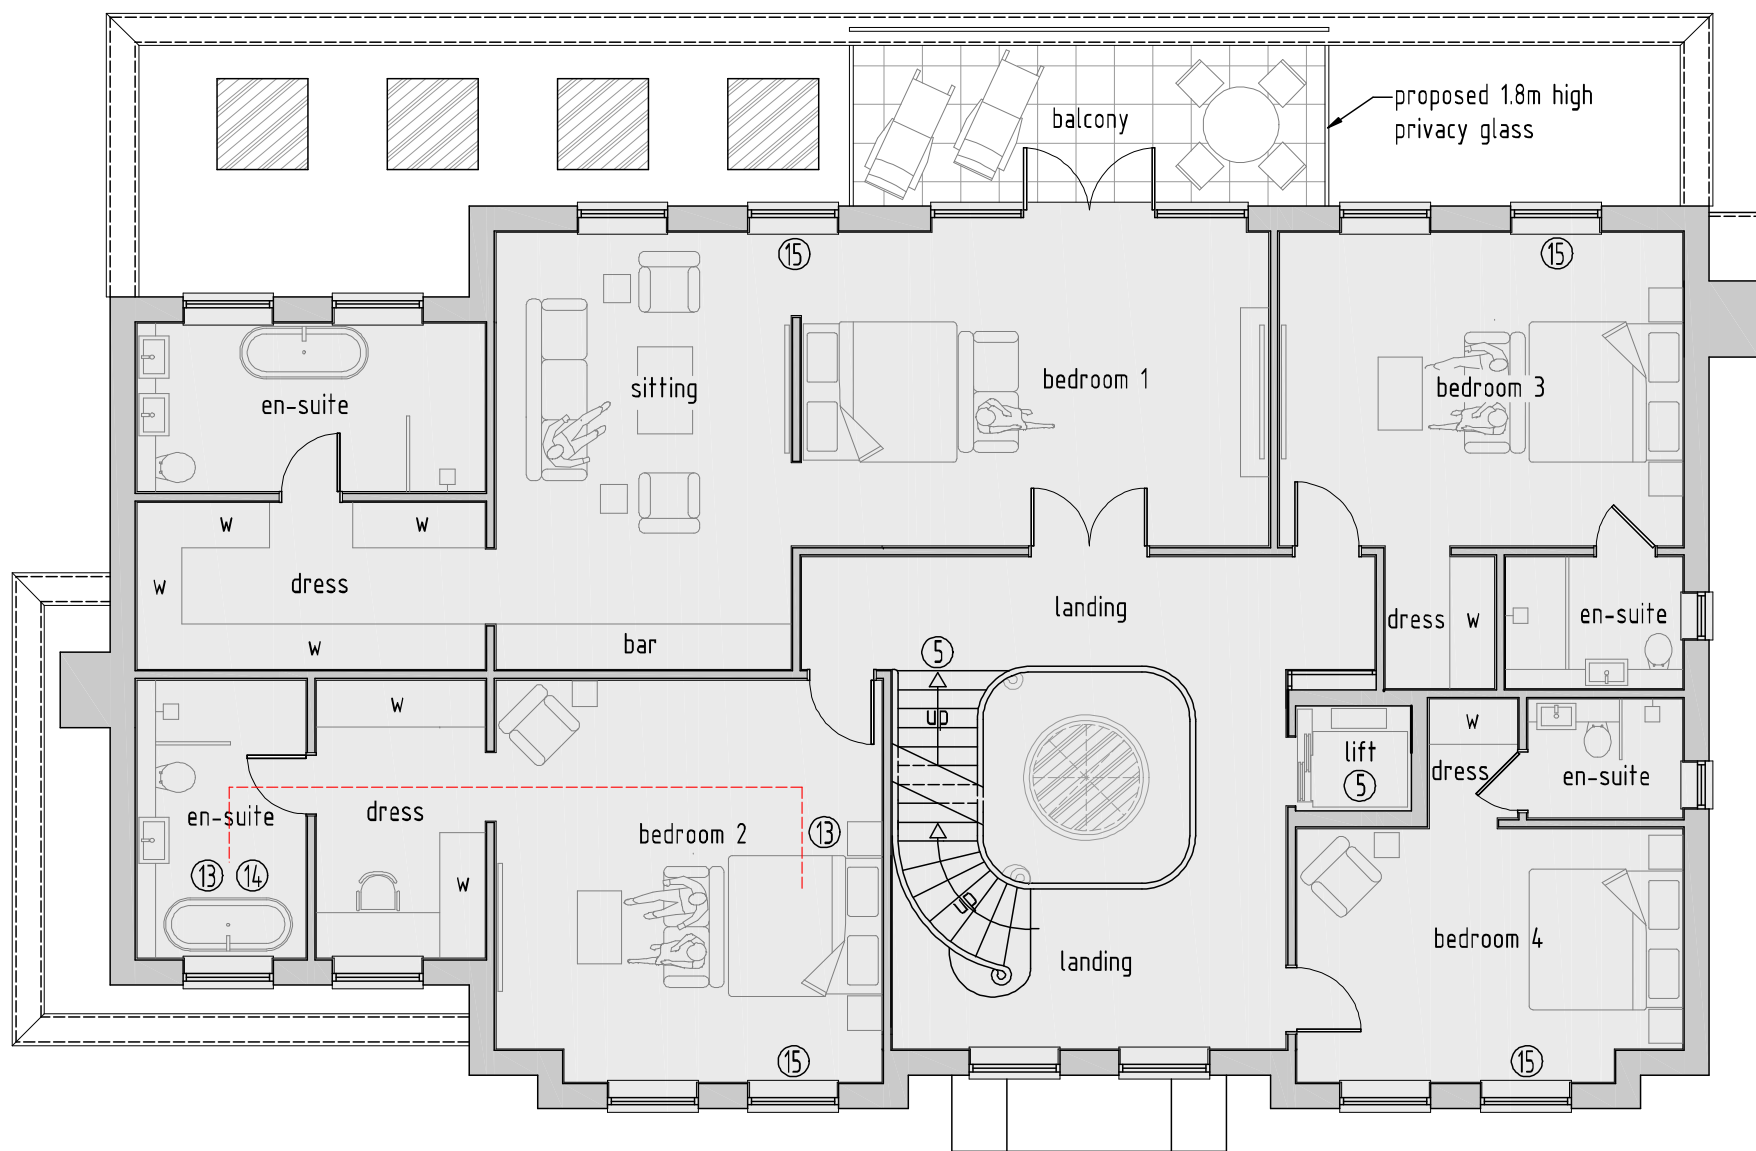 proposed 1.8m high
privacy glass
balcony
15
15
sitting
bedroom 1
bedroom 3
en-suite
w
w
w
dress
w
bar
landing
5
up
dress
w
en-suite
w
lift
5
w
dress
en-suite
en-suite
dress
w
13
14
bedroom 2
13
up
landing
bedroom 4
15
15